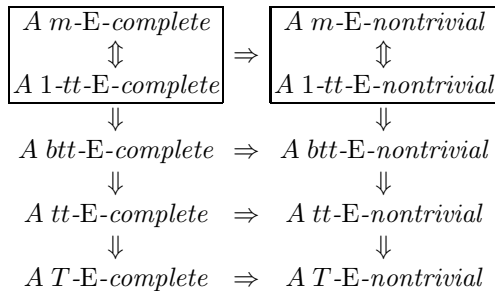 A m-E-complete ⇒ A m-E-nontrivial
⇕ ⇕
A 1-tt-E-complete A 1-tt-E-nontrivial
⇓ ⇓
A btt-E-complete ⇒ A btt-E-nontrivial
⇓ ⇓
A tt-E-complete ⇒ A tt-E-nontrivial
⇓ ⇓
A T-E-complete ⇒ A T-E-nontrivial